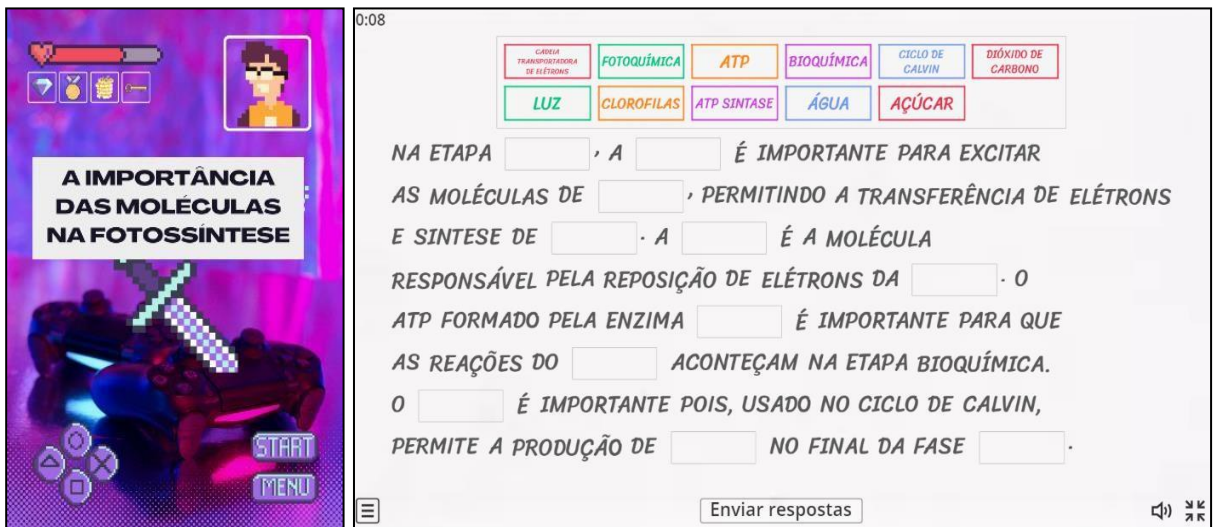 A IMPORTÂNCIA
DAS MOLÉCULAS
NA FOTOSSÍNTESE
START
MENU
0:08
CADEIA
TRANSPORTADORA
DE ELÉTRONS
FOTOQUÍMICA
ATP
BIOQUÍMICA
CICLO DE
CALVIN
DIÓXIDO DE
CARBONO
LUZ
CLOROFILAS
ATP SINTASE
ÁGUA
AÇÚCAR
NA ETAPA , A É IMPORTANTE PARA EXCITAR
AS MOLÉCULAS DE , PERMITINDO A TRANSFERÊNCIA DE ELÉTRONS
E SINTESE DE . A É A MOLÉCULA
RESPONSÁVEL PELA REPOSIÇÃO DE ELÉTRONS DA . O
ATP FORMADO PELA ENZIMA É IMPORTANTE PARA QUE
AS REAÇÕES DO ACONTEÇAM NA ETAPA BIOQUÍMICA.
O É IMPORTANTE POIS, USADO NO CICLO DE CALVIN,
PERMITE A PRODUÇÃO DE NO FINAL DA FASE .
Enviar respostas